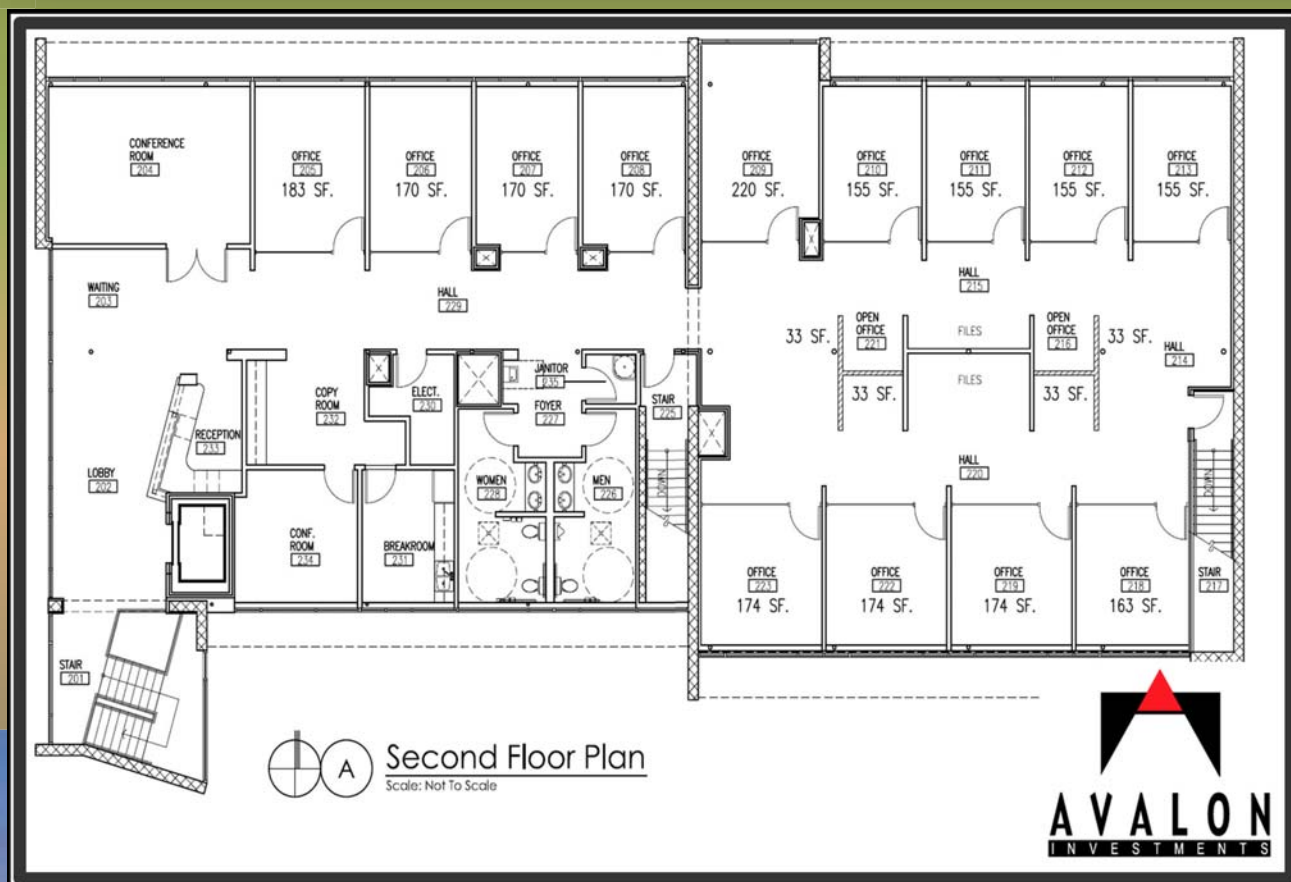 CONFERENCE
ROOM
204
OFFICE
205
183 SF.
OFFICE
206
170 SF.
OFFICE
207
170 SF.
OFFICE
208
170 SF.
OFFICE
209
220 SF.
OFFICE
210
155 SF.
OFFICE
211
155 SF.
OFFICE
212
155 SF.
OFFICE
213
155 SF.
WAITING
203
HALL
229
HALL
215
33 SF.
OPEN
OFFICE
221
FILES
OPEN
OFFICE
216
33 SF.
HALL
214
FILES
33 SF.
33 SF.
COPY
ROOM
232
ELECT.
230
JANITOR
235
FOYER
227
STAIR
225
RECEPTION
233
LOBBY
202
WOMEN
228
MEN
226
DOWN
HALL
220
DOWN
CONF.
ROOM
234
BREAKROOM
231
OFFICE
223
174 SF.
OFFICE
222
174 SF.
OFFICE
219
174 SF.
OFFICE
218
163 SF.
STAIR
217
STAIR
201
A
Second Floor Plan
Scale: Not To Scale
AVALON
INVESTMENTS